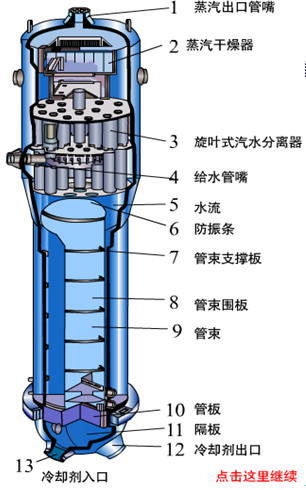 1 蒸汽出口管嘴
2 蒸汽干燥器
3 旋叶式汽水分离器
4 给水管嘴
5 水流
6 防振条
7 管束支撑板
8 管束围板
9 管束
10 管板
11 隔板
12 冷却剂出口
13
冷却剂入口
点击这里继续